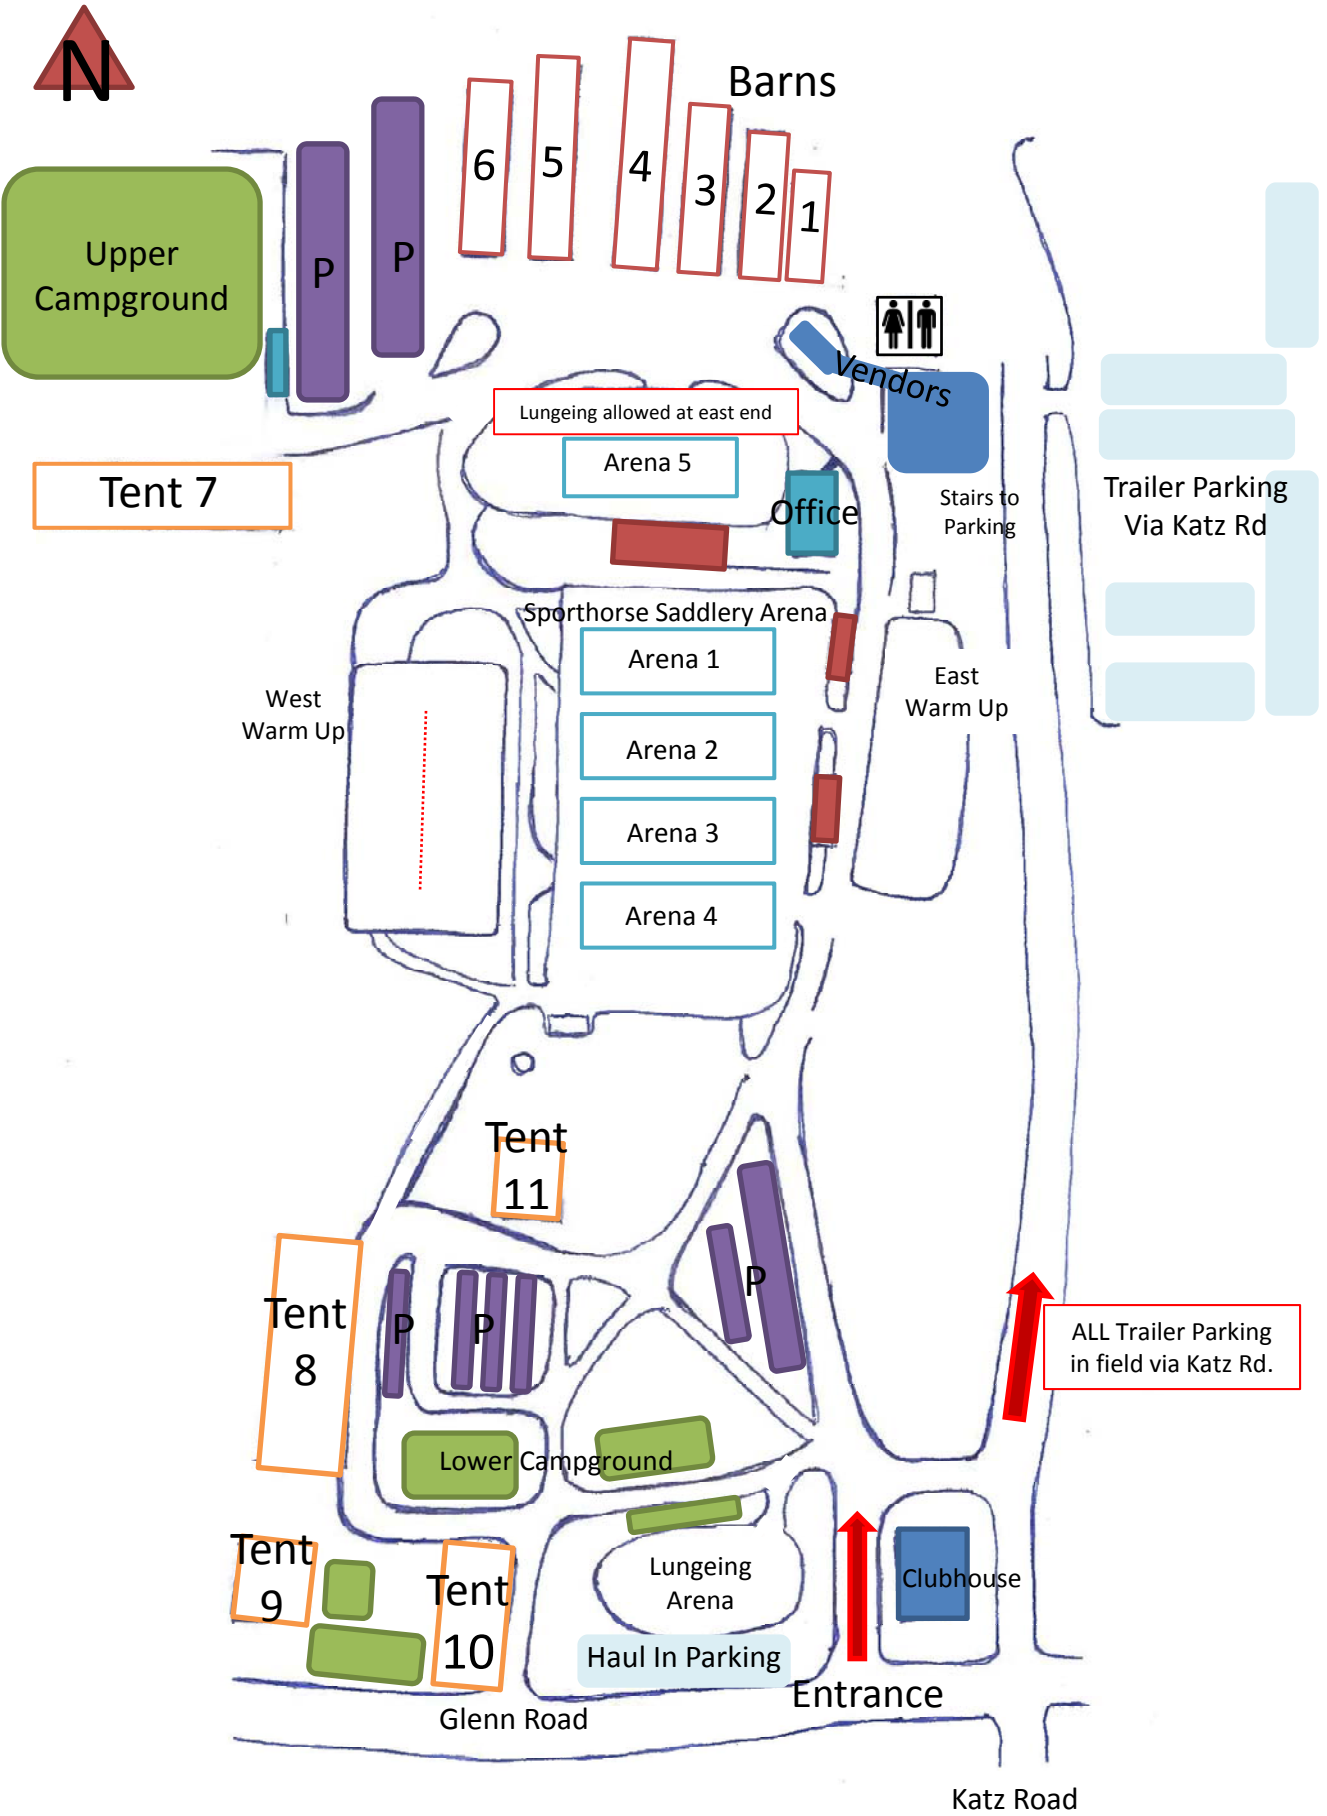 N
Barns
6
5
4
3
2
1
P
P
Upper
Campground
Vendors
Lungeing allowed at east end
Arena 5
Tent 7
Office
Stairs to
Parking
Trailer Parking
Via Katz Rd
Sporthorse Saddlery Arena
Arena 1
West
Warm Up
East
Warm Up
Arena 2
Arena 3
Arena 4
Tent
11
P
Tent
8
P
P
ALL Trailer Parking
in field via Katz Rd.
Lower Campground
Tent
9
Tent
10
Lungeing
Arena
Clubhouse
Haul In Parking
Entrance
Glenn Road
Katz Road